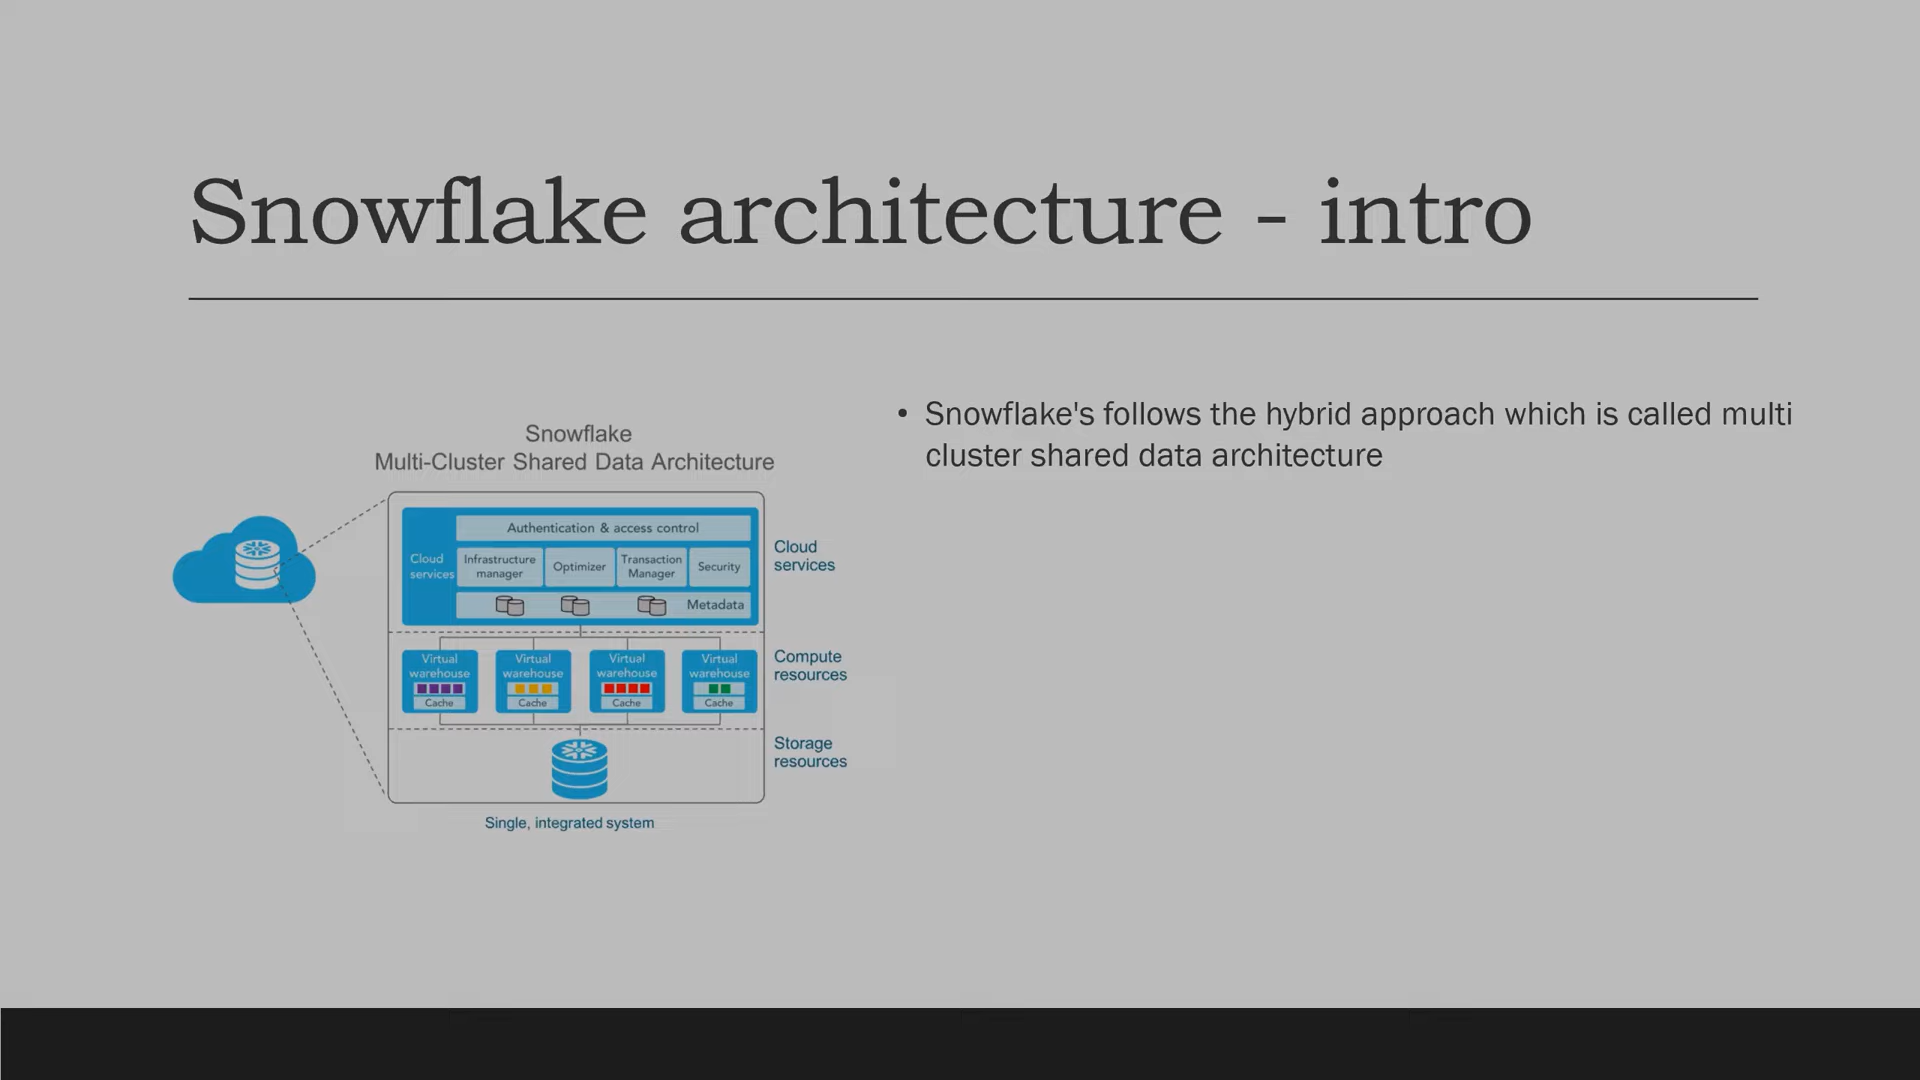 Snowflake architecture - intro
Snowflake
Multi-Cluster Shared Data Architecture
Authentication & access control
Cloud
services
Infrastructure
manager
Optimizer
Transaction
Manager
Security
Metadata
Cloud
services
Virtual
warehouse
Cache
Virtual
warehouse
Cache
Virtual
warehouse
Cache
Virtual
warehouse
Cache
Compute
resources
Storage
resources
Single, integrated system
• Snowflake's follows the hybrid approach which is called multi
cluster shared data architecture